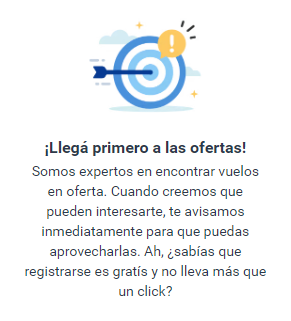 ¡Llegá primero a las ofertas!
Somos expertos en encontrar vuelos
en oferta. Cuando creemos que
pueden interesarte, te avisamos
inmediatamente para que puedas
aprovecharlas. Ah, ¿sabías que
registrarse es gratís y no lleva más que
un click?